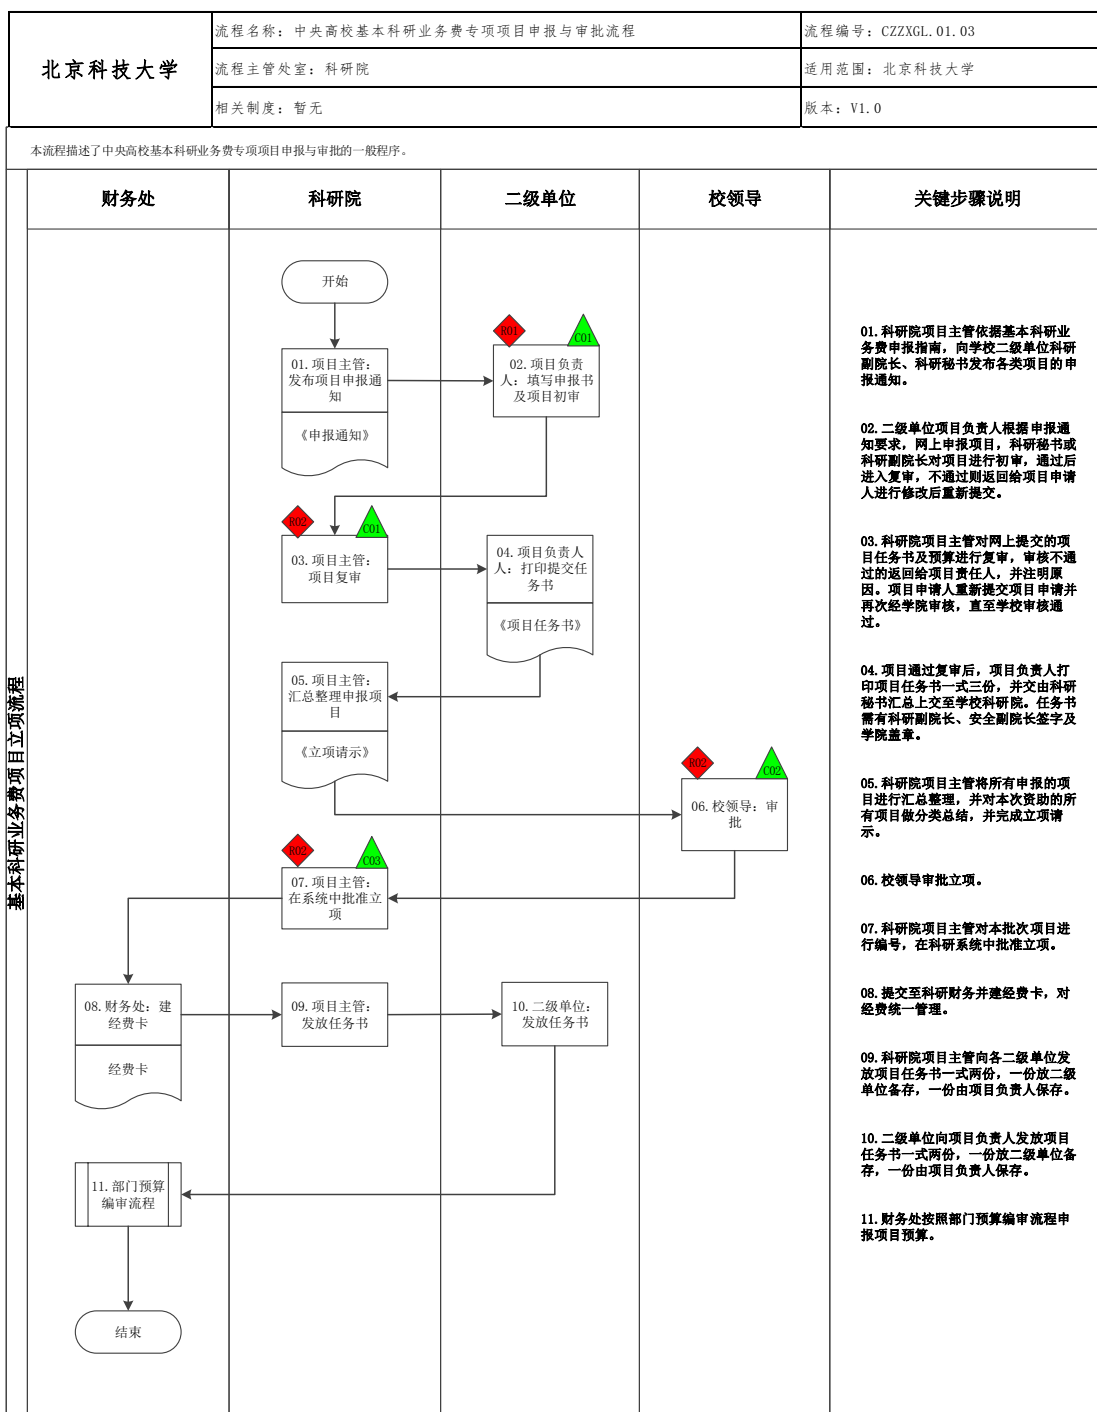 北京科技大学
流程名称：中央高校基本科研业务费专项项目申报与审批流程
流程编号：CZZXGL.01.03
流程主管处室：科研院
适用范围：北京科技大学
相关制度：暂无
版本：V1.0
本流程描述了中央高校基本科研业务费专项项目申报与审批的一般程序。
基本科研业务费项目立项流程
财务处
科研院
二级单位
校领导
关键步骤说明
开始
01.项目主管：
发布项目申报通
知
《申报通知》
R01
C01
02.项目负责
人：填写申报书
及项目初审
R02
C01
03.项目主管：
项目复审
04.项目负责人
人：打印提交任
务书
《项目任务书》
05.项目主管：
汇总整理申报项
目
《立项请示》
R02
C02
06.校领导：审
批
R02
C03
07.项目主管：
在系统中批准立
项
08.财务处：建
经费卡
经费卡
09.项目主管：
发放任务书
10.二级单位：
发放任务书
11.部门预算
编审流程
结束
01.科研院项目主管依据基本科研业
务费申报指南，向学校二级单位科研
副院长、科研秘书发布各类项目的申
报通知。
02.二级单位项目负责人根据申报通
知要求，网上申报项目，科研秘书或
科研副院长对项目进行初审，通过后
进入复审，不通过则返回给项目申请
人进行修改后重新提交。
03.科研院项目主管对网上提交的项
目任务书及预算进行复审，审核不通
过的返回给项目责任人，并注明原
因。项目申请人重新提交项目申请并
再次经学院审核，直至学校审核通
过。
04.项目通过复审后，项目负责人打
印项目任务书一式三份，并交由科研
秘书汇总上交至学校科研院。任务书
需有科研副院长、安全副院长签字及
学院盖章。
05.科研院项目主管将所有申报的项
目进行汇总整理，并对本次资助的所
有项目做分类总结，并完成立项请
示。
06.校领导审批立项。
07.科研院项目主管对本批次项目进
行编号，在科研系统中批准立项。
08.提交至科研财务并建经费卡，对
经费统一管理。
09.科研院项目主管向各二级单位发
放项目任务书一式两份，一份放二级
单位备存，一份由项目负责人保存。
10.二级单位向项目负责人发放项目
任务书一式两份，一份放二级单位备
存，一份由项目负责人保存。
11.财务处按照部门预算编审流程申
报项目预算。